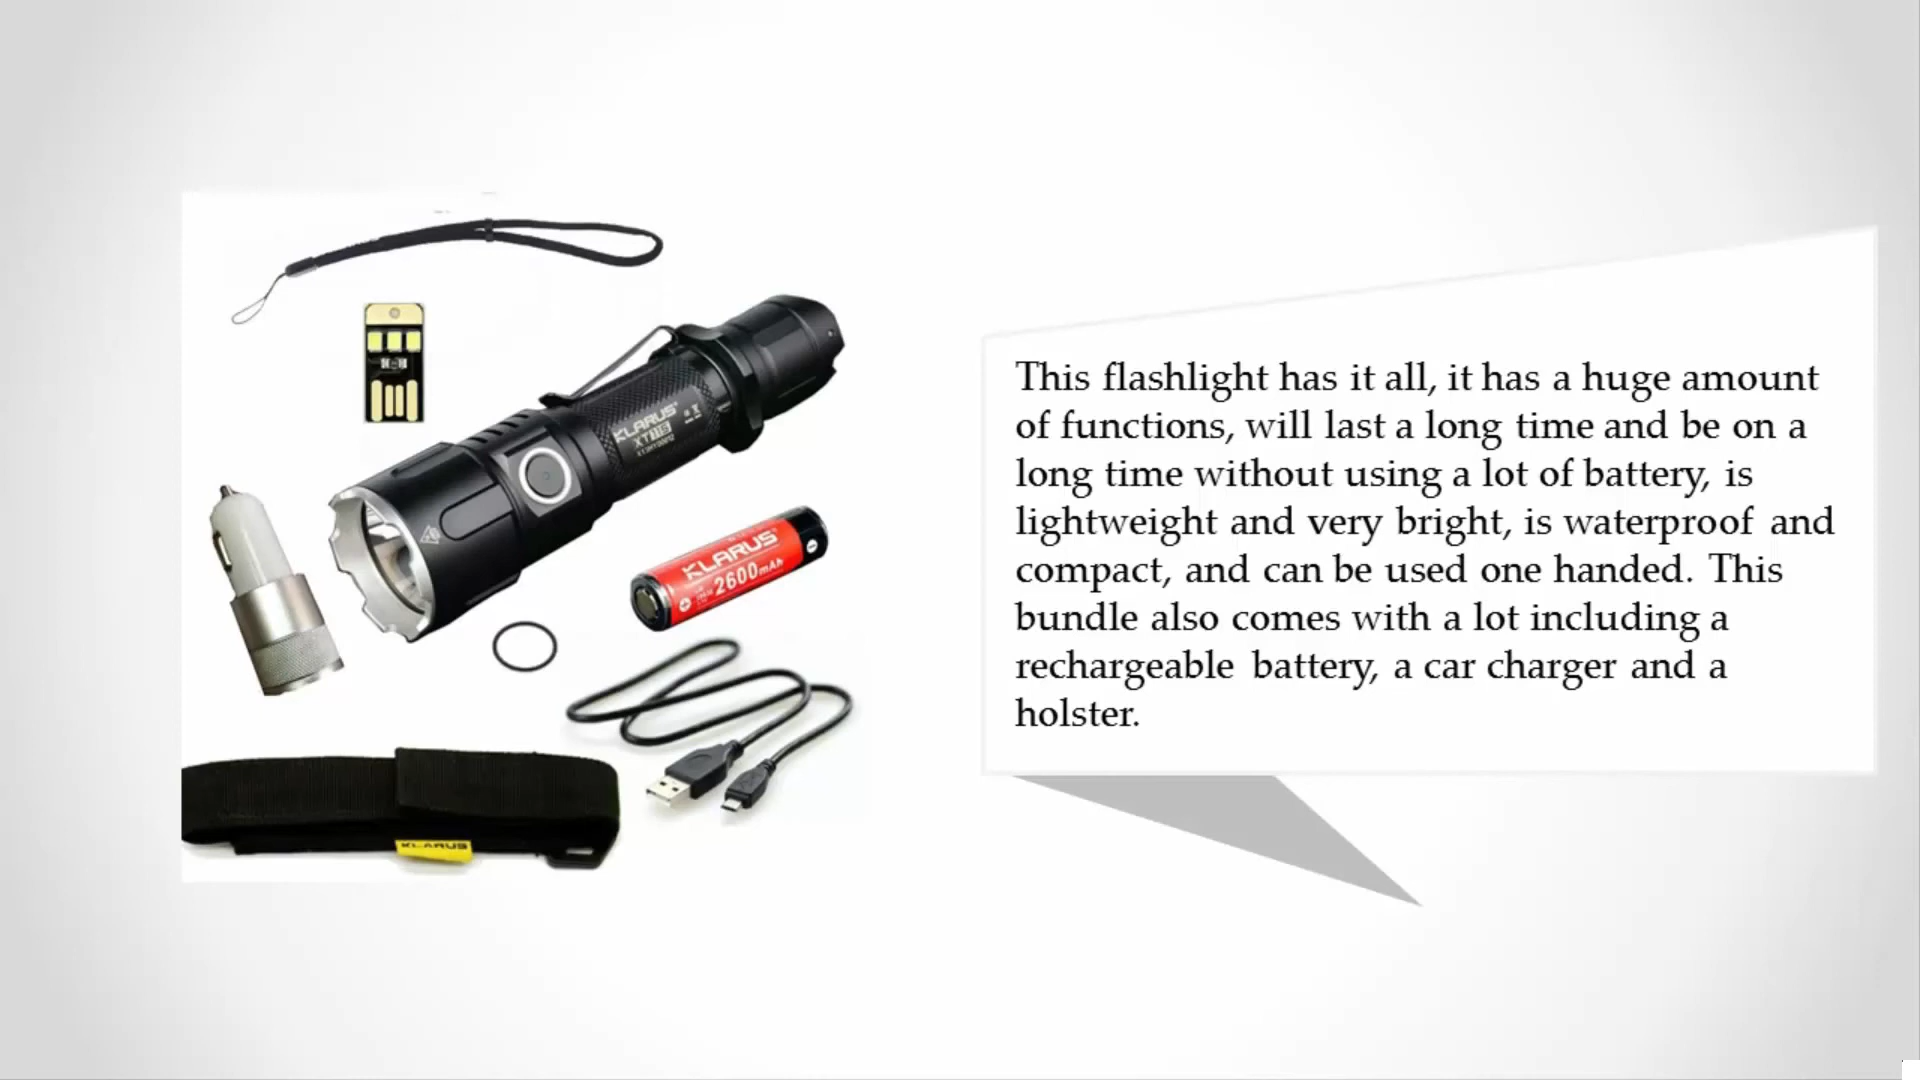 This flashlight has it all, it has a huge amount
of functions, will last a long time and be on a
long time without using a lot of battery, is
lightweight and very bright, is waterproof and
compact, and can be used one handed. This
bundle also comes with a lot including a
rechargeable battery, a car charger and a
holster.
KLARUS
XT11S
KLARUS
2600mAh
KLARUS